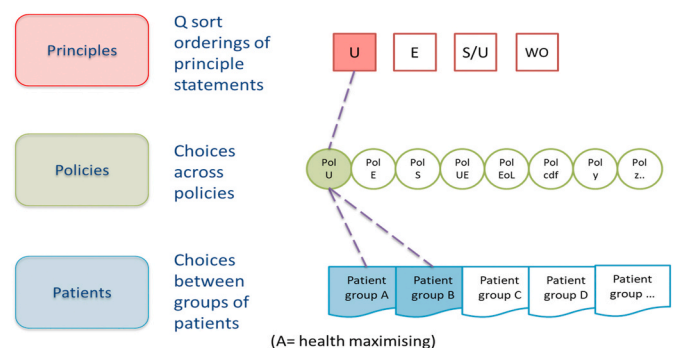 Principles
Q sort
orderings of
principle
statements
U
E
S/U
WO
Policies
Choices
across
policies
Pol
U
Pol
E
Pol
S
Pol
UE
Pol
EoL
Pol
cdf
Pol
y
Pol
z..
Patients
Choices
between
groups of
patients
Patient
group A
Patient
group B
Patient
group C
Patient
group D
Patient
group ...
(A= health maximising)